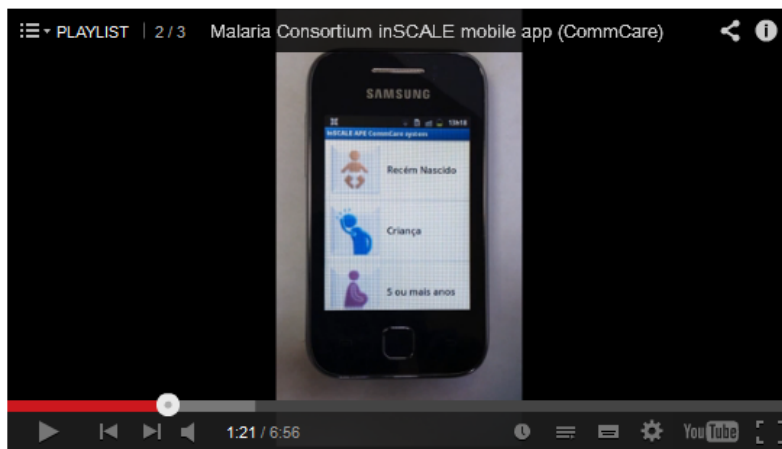 PLAYLIST | 2 / 3 Malaria Consortium inSCALE mobile app (CommCare)
SAMSUNG
13h18
inSCALE APE CommCare system
Recém Nascido
Criança
5 ou mais anos
1:21 / 6:56 YouTube